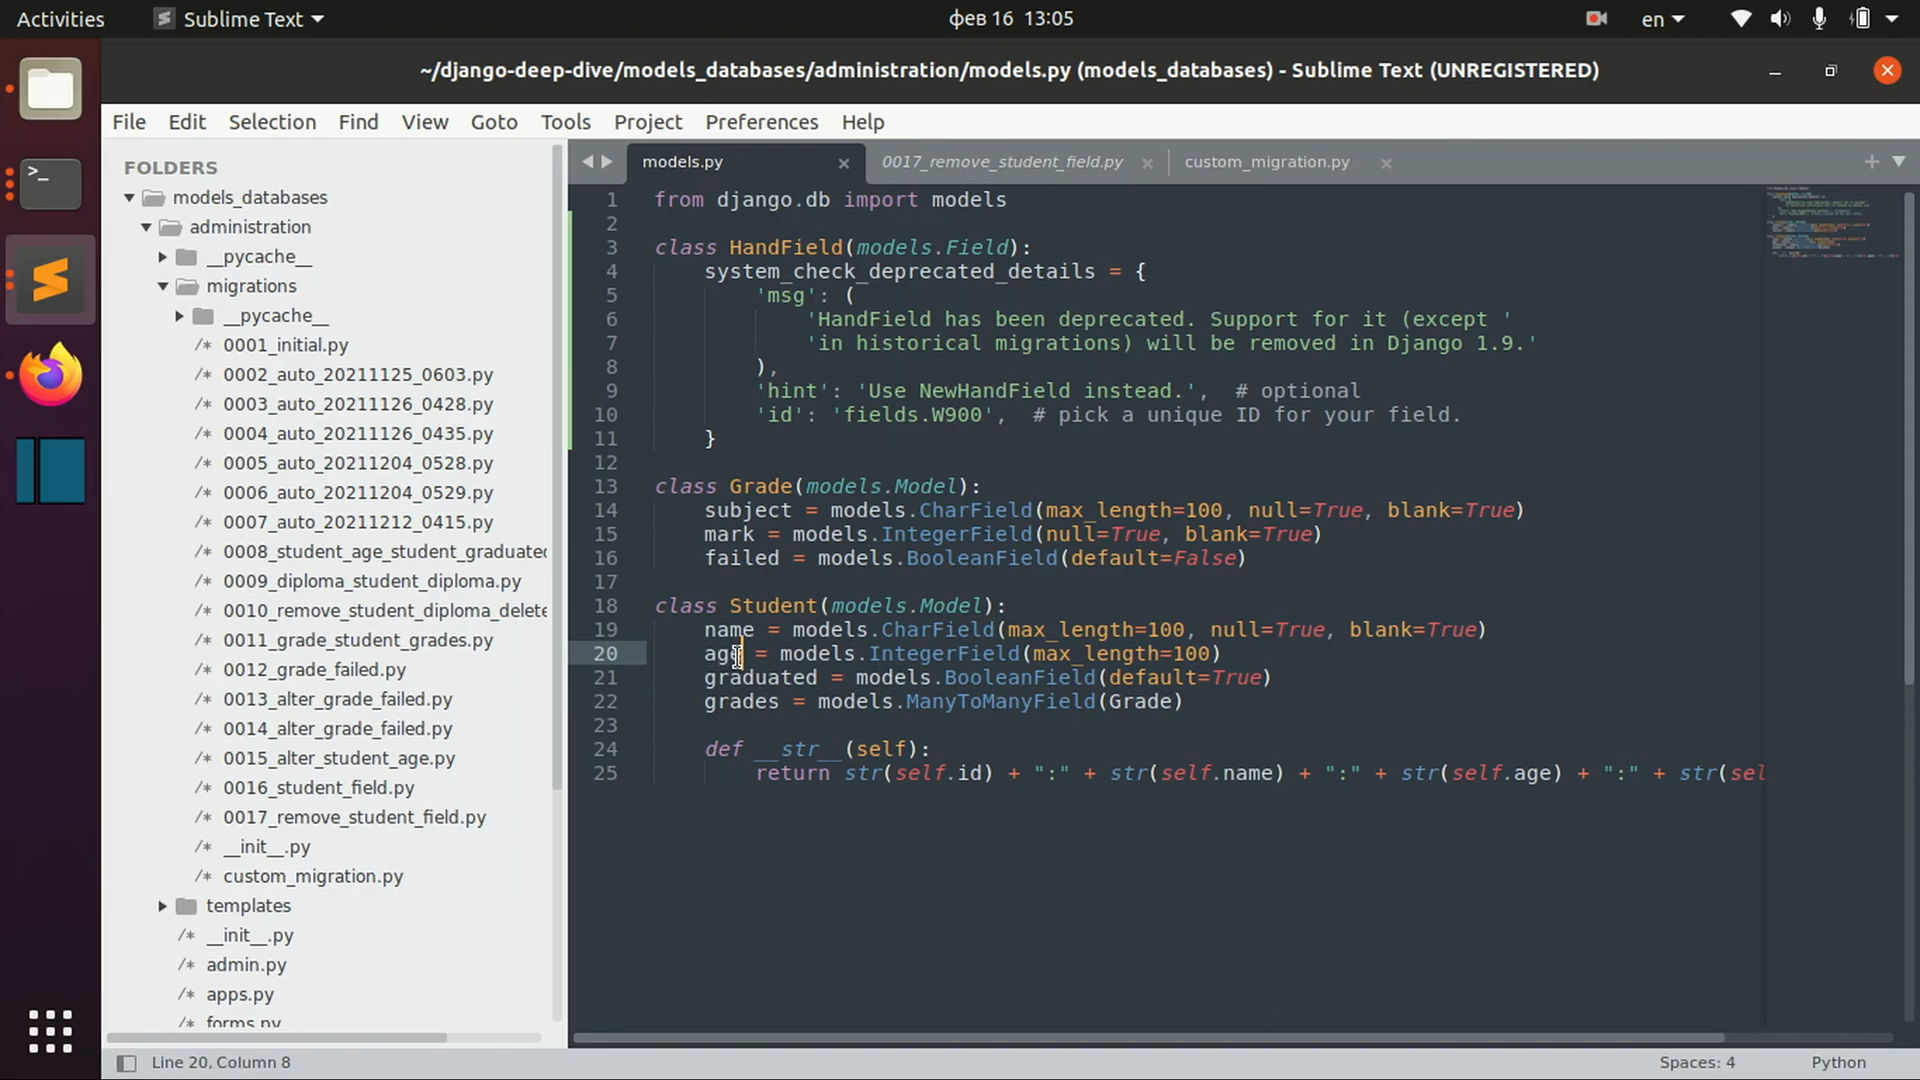 Activities
Sublime Text
фев 16 13:05
en
~/django-deep-dive/models_databases/administration/models.py (models_databases) - Sublime Text (UNREGISTERED)
File Edit Selection Find View Goto Tools Project Preferences Help
FOLDERS
models_databases
administration
__pycache__
migrations
__pycache__
/* 0001_initial.py
/* 0002_auto_20211125_0603.py
/* 0003_auto_20211126_0428.py
/* 0004_auto_20211126_0435.py
/* 0005_auto_20211204_0528.py
/* 0006_auto_20211204_0529.py
/* 0007_auto_20211212_0415.py
/* 0008_student_age_student_graduated
/* 0009_diploma_student_diploma.py
/* 0010_remove_student_diploma_delete
/* 0011_grade_student_grades.py
/* 0012_grade_failed.py
/* 0013_alter_grade_failed.py
/* 0014_alter_grade_failed.py
/* 0015_alter_student_age.py
/* 0016_student_field.py
/* 0017_remove_student_field.py
/* __init__.py
/* custom_migration.py
templates
/* __init__.py
/* admin.py
/* apps.py
/* forms.py
models.py
0017_remove_student_field.py
custom_migration.py
1 from django.db import models
2
3 class HandField(models.Field):
4 system_check_deprecated_details = {
5 'msg': (
6 'HandField has been deprecated. Support for it (except '
7 'in historical migrations) will be removed in Django 1.9.'
8 ),
9 'hint': 'Use NewHandField instead.', # optional
10 'id': 'fields.W900', # pick a unique ID for your field.
11 }
12
13 class Grade(models.Model):
14 subject = models.CharField(max_length=100, null=True, blank=True)
15 mark = models.IntegerField(null=True, blank=True)
16 failed = models.BooleanField(default=False)
17
18 class Student(models.Model):
19 name = models.CharField(max_length=100, null=True, blank=True)
20 age = models.IntegerField(max_length=100)
21 graduated = models.BooleanField(default=True)
22 grades = models.ManyToManyField(Grade)
23
24 def __str__(self):
25 return str(self.id) + ":" + str(self.name) + ":" + str(self.age) + ":" + str(sel
Line 20, Column 8
Spaces: 4
Python